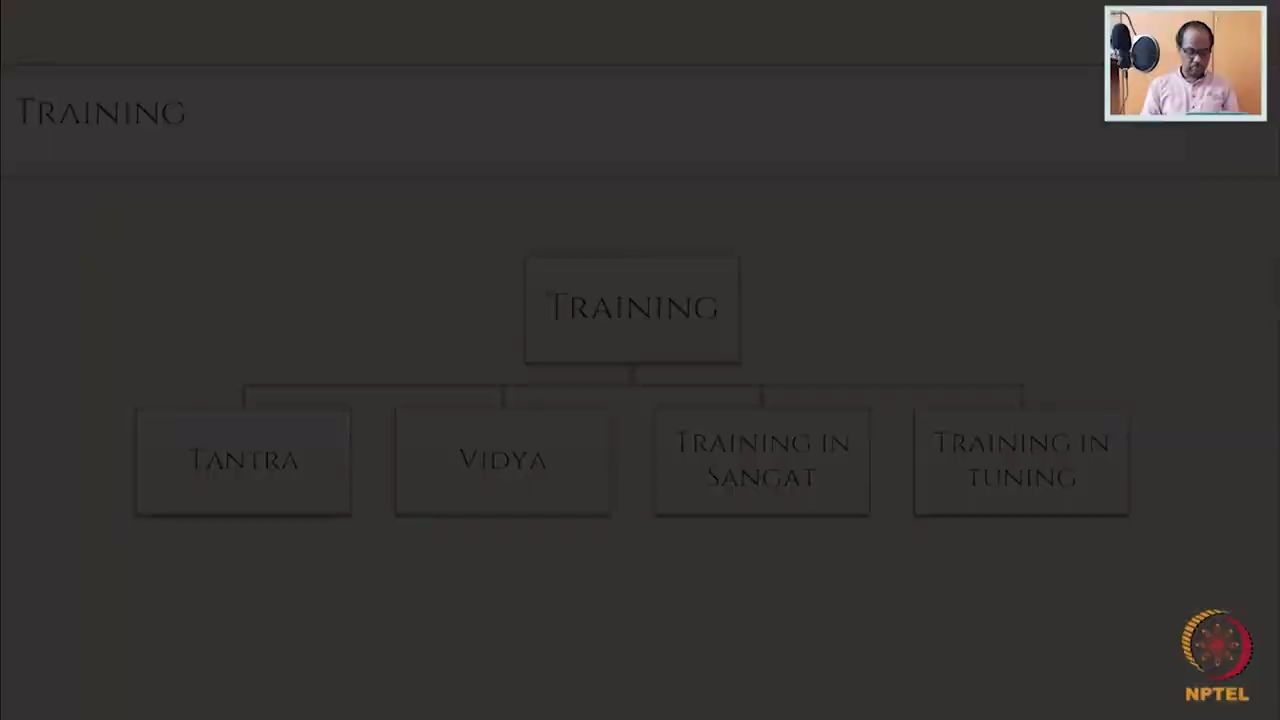 Training
Training
Tantra
Vidya
Training in
Sangat
Training in
tuning
NPTEL